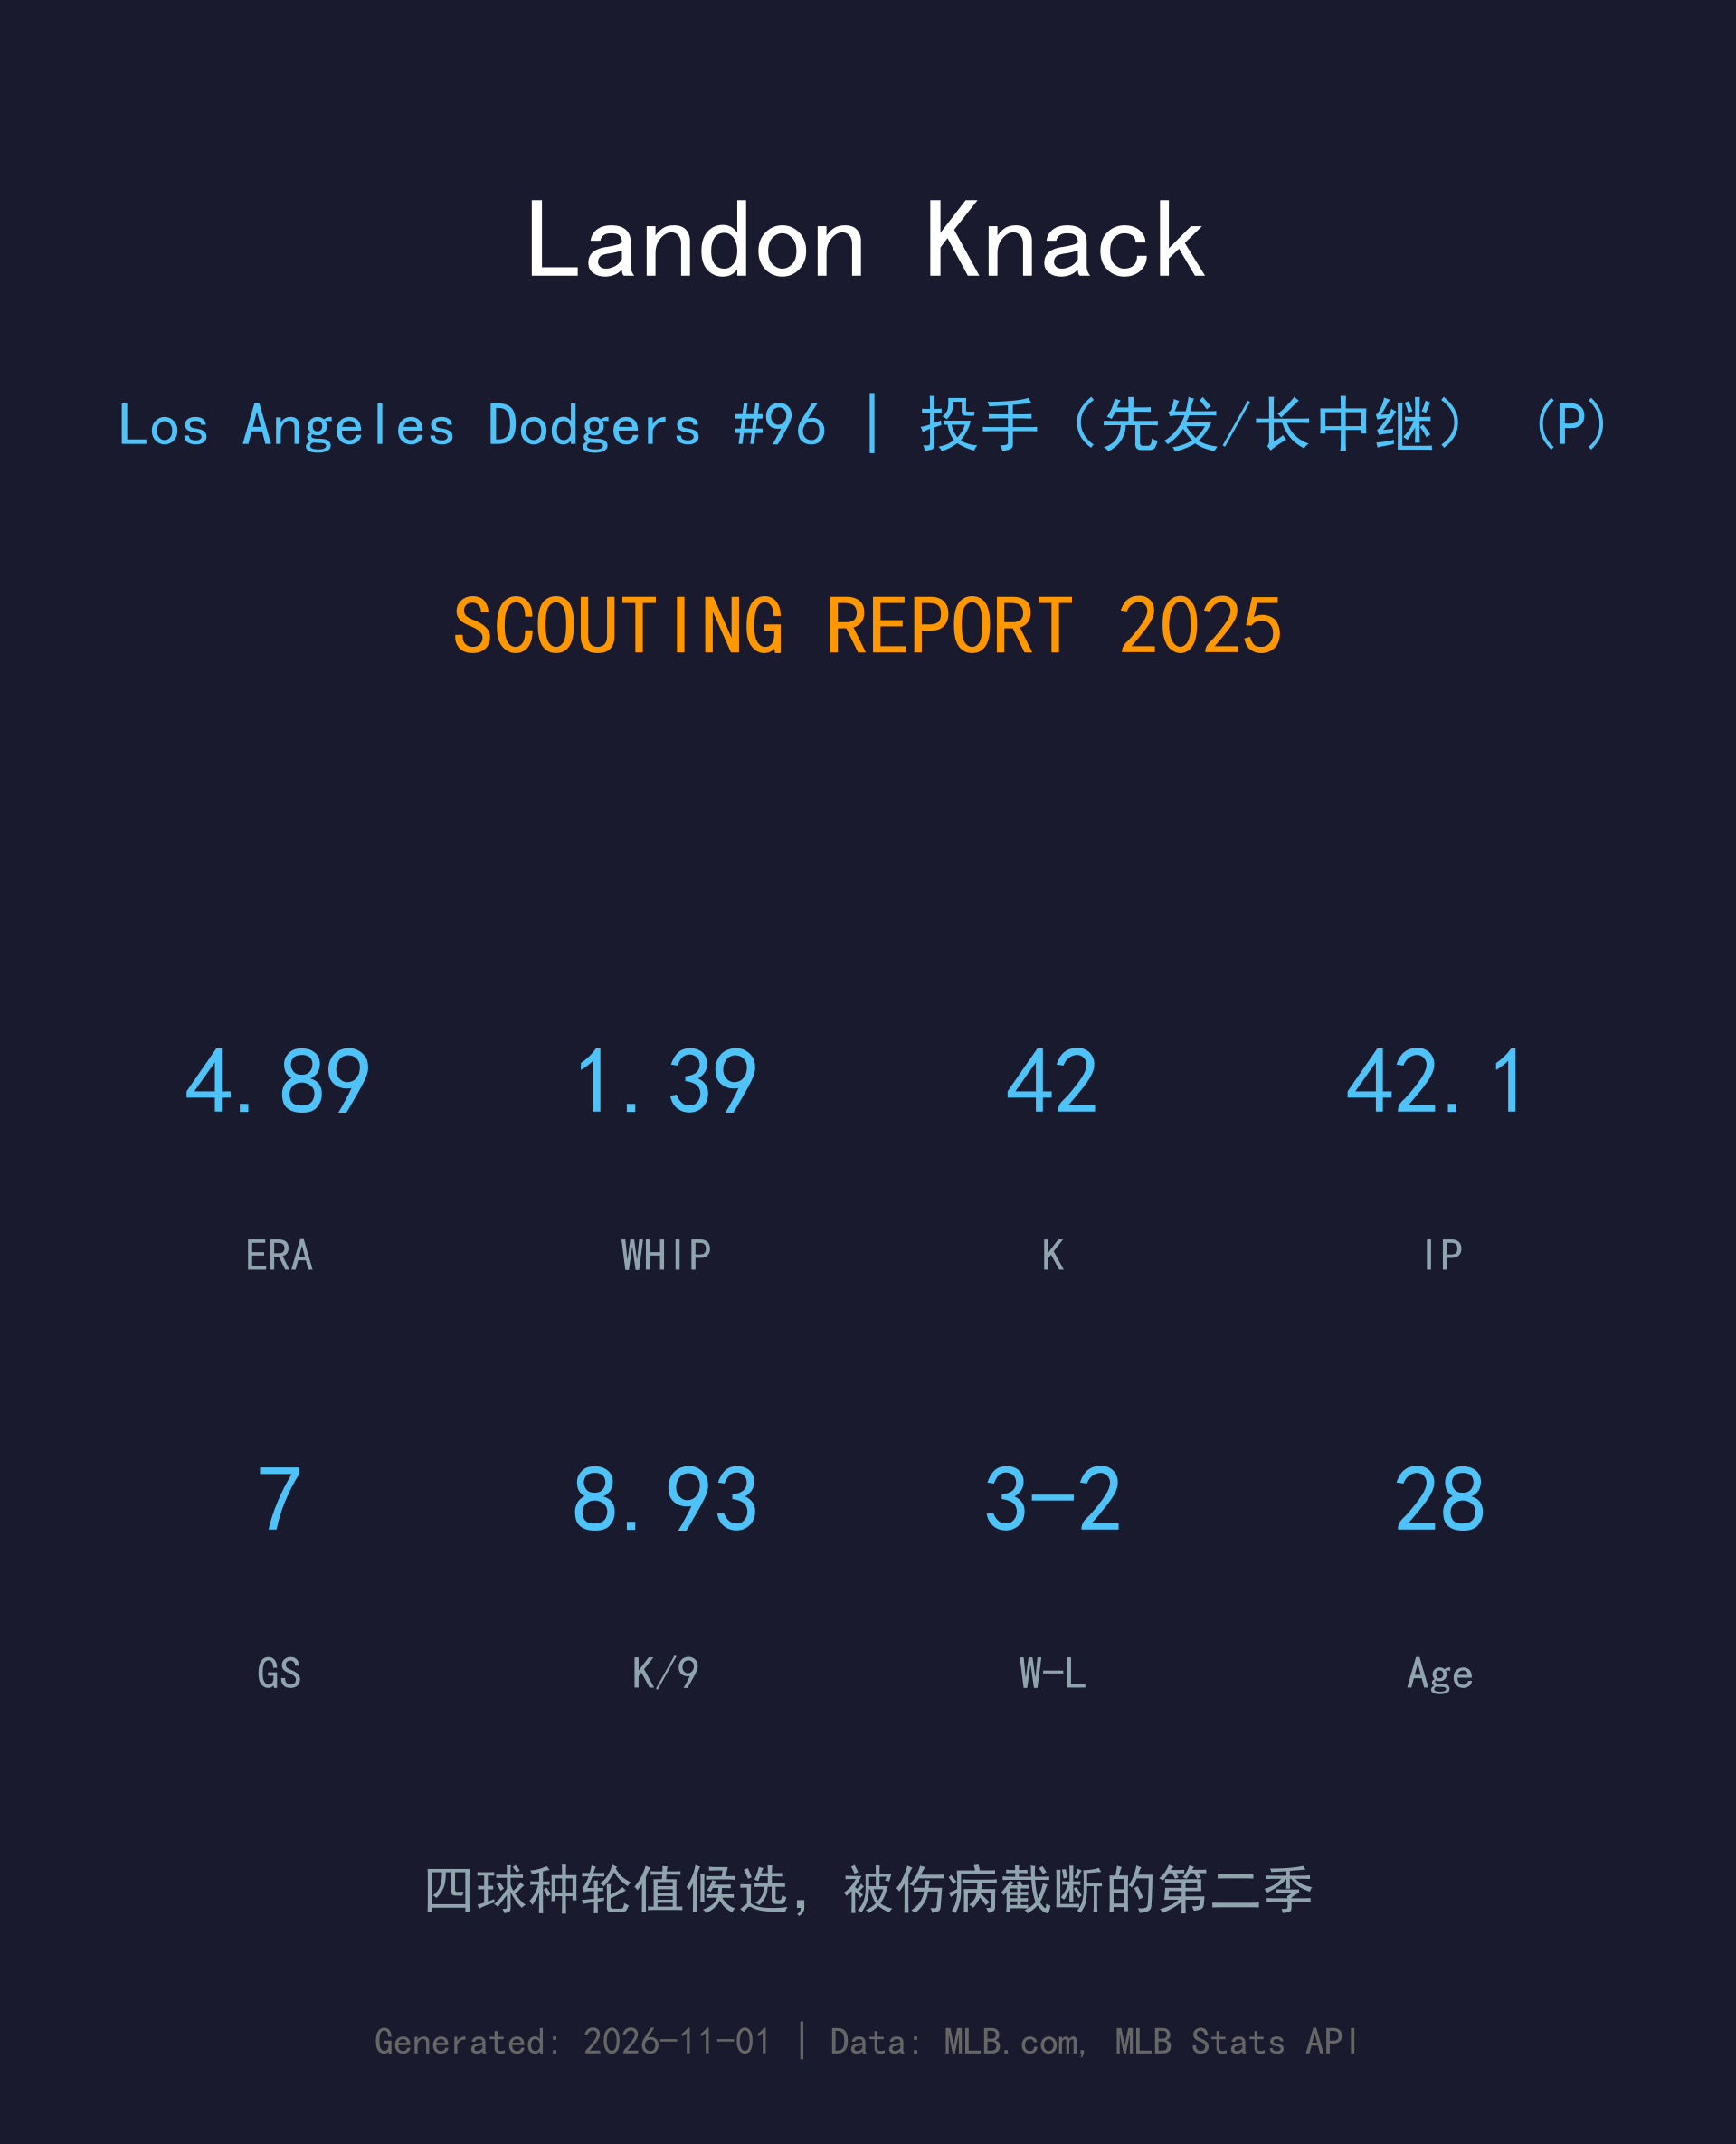 Landon Knack
Los Angeles Dodgers #96 | 投手（先发/长中继） (P)
SCOUTING REPORT 2025
4.89 1.39 42 42.1
ERA WHIP K IP
7 8.93 3-2 28
GS K/9 W-L Age
四球种轮值候选，被伤病截断的第二季
Generated: 2026-11-01 | Data: MLB.com, MLB Stats API